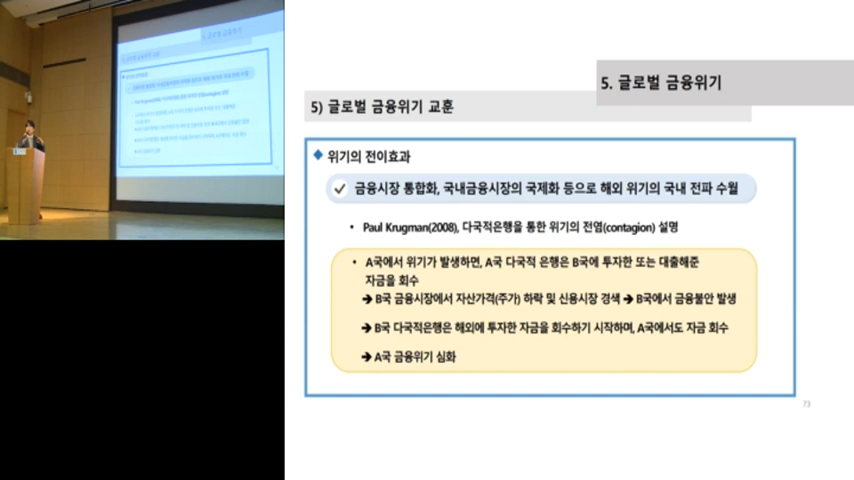 5. 글로벌 금융위기
5) 글로벌 금융위기 교훈
위기의 전이효과
금융시장 통합화, 국내금융시장의 국제화 등으로 해외 위기의 국내 전파 수월
• Paul Krugman(2008), 다국적은행을 통한 위기의 전염(contagion) 설명
• A국에서 위기가 발생하면, A국 다국적 은행은 B국에 투자한 또는 대출해준
자금을 회수
➔ B국 금융시장에서 자산가격(주가) 하락 및 신용시장 경색 ➔ B국에서 금융불안 발생
➔ B국 다국적은행은 해외에 투자한 자금을 회수하기 시작하며, A국에서도 자금 회수
➔ A국 금융위기 심화
73